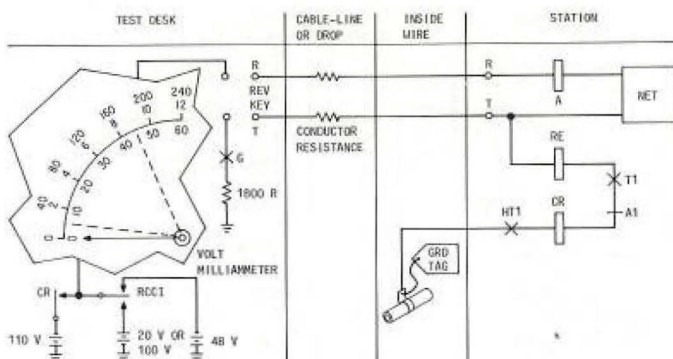 TEST DESK
CABLE-LINE
OR DROP
INSIDE
WIRE
STATION
R
REV
KEY
T
G
1800 R
0 40 80 120 160 200 240
2 4 6 8 10 12
0 10 20 30 40 50 60
VOLT
MILLIAMMETER
CR
RCCI
110 V
20 V OR
100 V
48 V
CONDUCTOR
RESISTANCE
GRD
TAG
R
T
A
NET
RE
T1
A1
CR
HT1